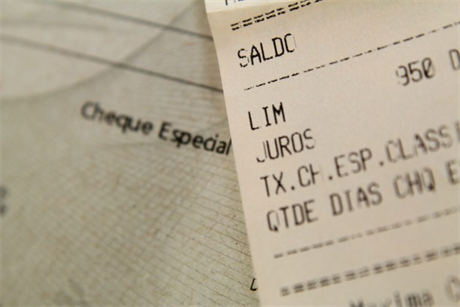 SALDO
950 D
LIM
JUROS
TX.CH.ESP.CLASS
QTDE DIAS CHQ E
Cheque Especial